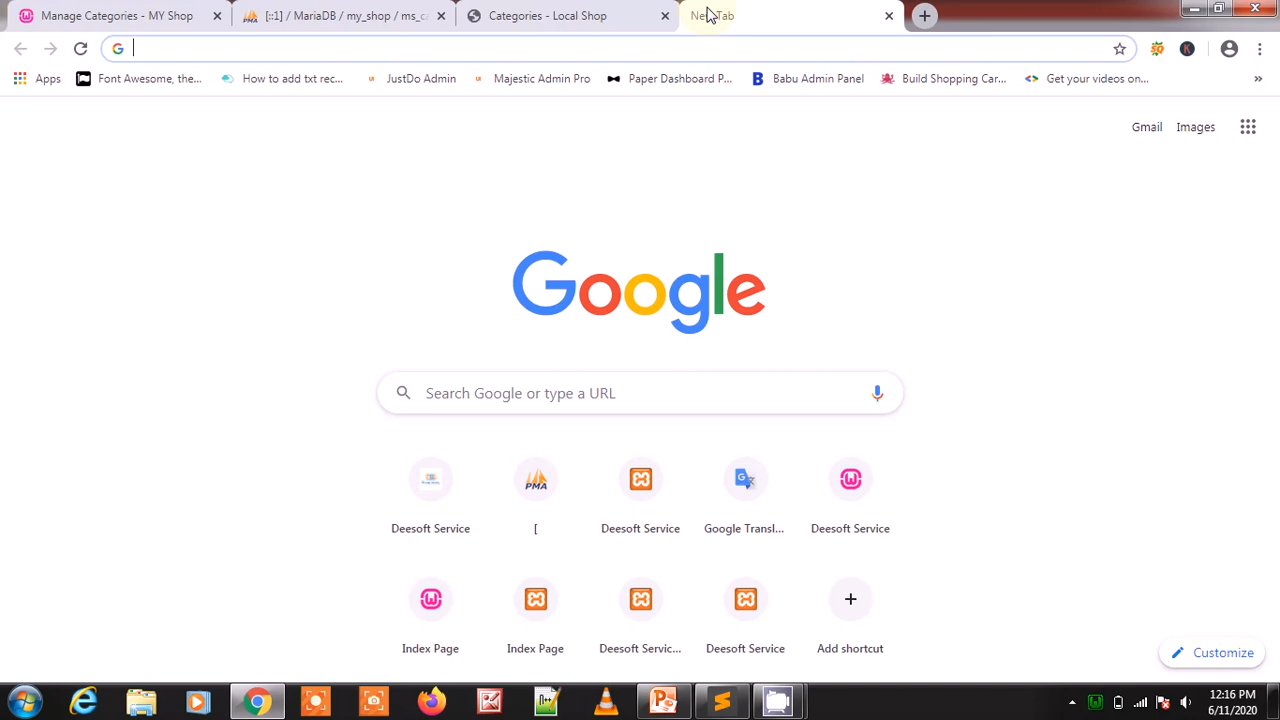 Manage Categories - MY Shop
[::1] / MariaDB / my_shop / ms_ca
Categories - Local Shop
G
Apps
Font Awesome, the...
How to add txt rec...
JustDo Admin
Majestic Admin Pro
Paper Dashboard P...
Babu Admin Panel
Build Shopping Car...
Get your videos on...
»
Gmail
Images
Google
Search Google or type a URL
PMA
Deesoft Service
[
Deesoft Service
Google Transl...
Deesoft Service
Index Page
Index Page
Deesoft Servic...
Deesoft Service
Add shortcut
Customize
12:16 PM
6/11/2020